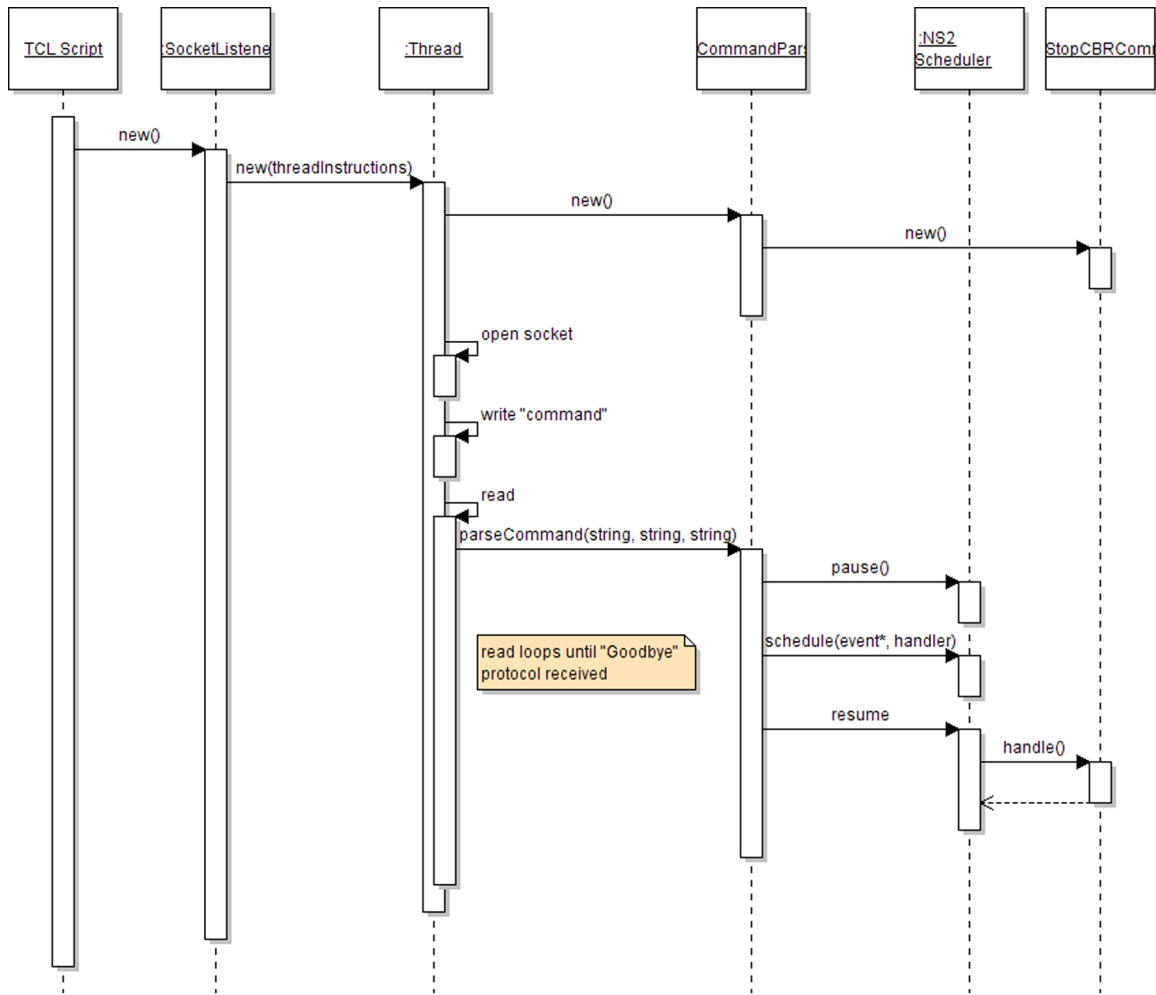 TCL Script
:SocketListene
:Thread
CommandPars
:NS2
Scheduler
StopCBRComm
new()
new(threadInstructions)
new()
new()
open socket
write "command"
read
parseCommand(string, string, string)
pause()
read loops until "Goodbye"
protocol received
schedule(event*, handler)
resume
handle()